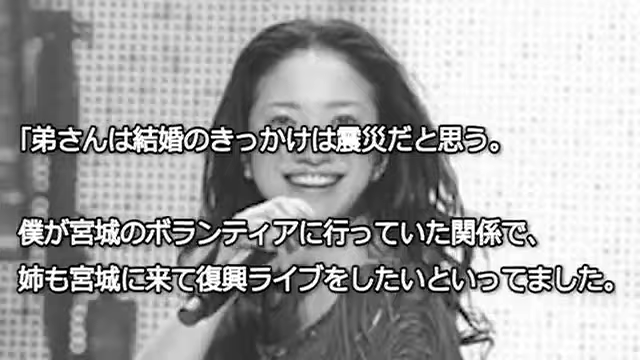 「弟さんは結婚のきっかけは震災だと思う。
僕が宮城のボランティアに行っていた関係で、
姉も宮城に来て復興ライブをしたいといってました。